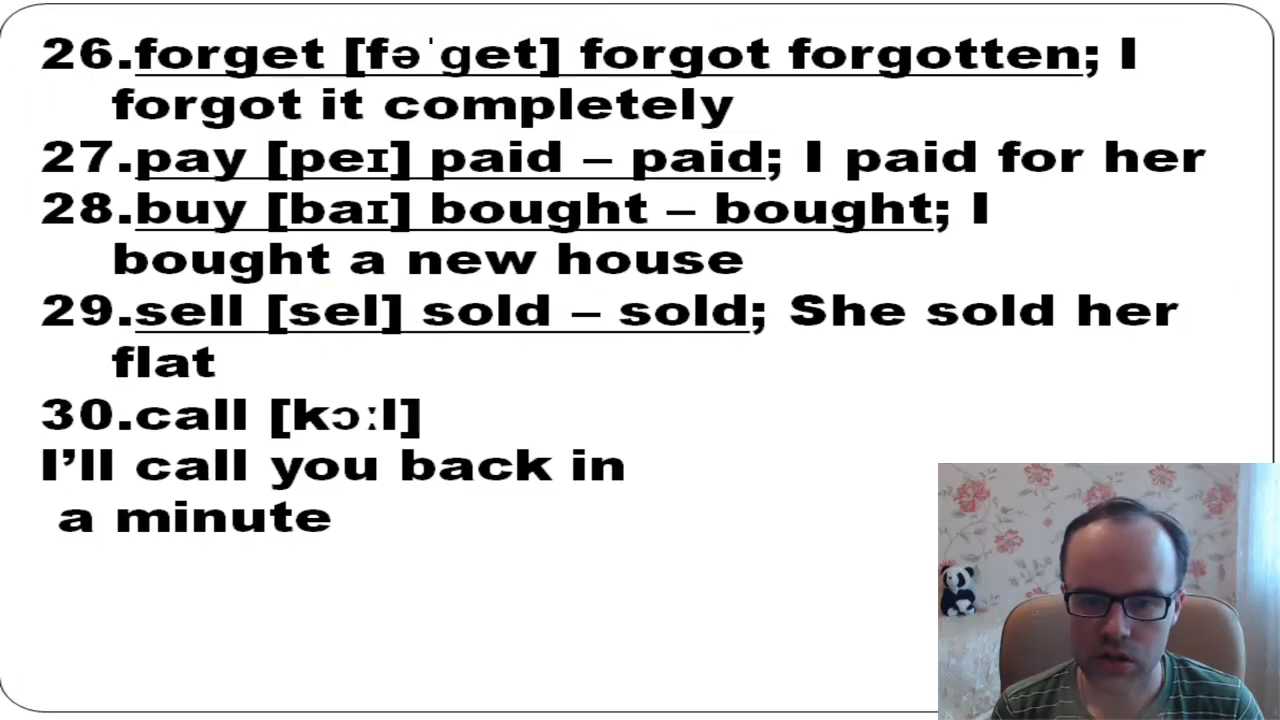 26.forget [fəˈget] forgot forgotten; I
forgot it completely
27.pay [peɪ] paid – paid; I paid for her
28.buy [baɪ] bought – bought; I
bought a new house
29.sell [sel] sold – sold; She sold her
flat
30.call [kɔːl]
I’ll call you back in
a minute